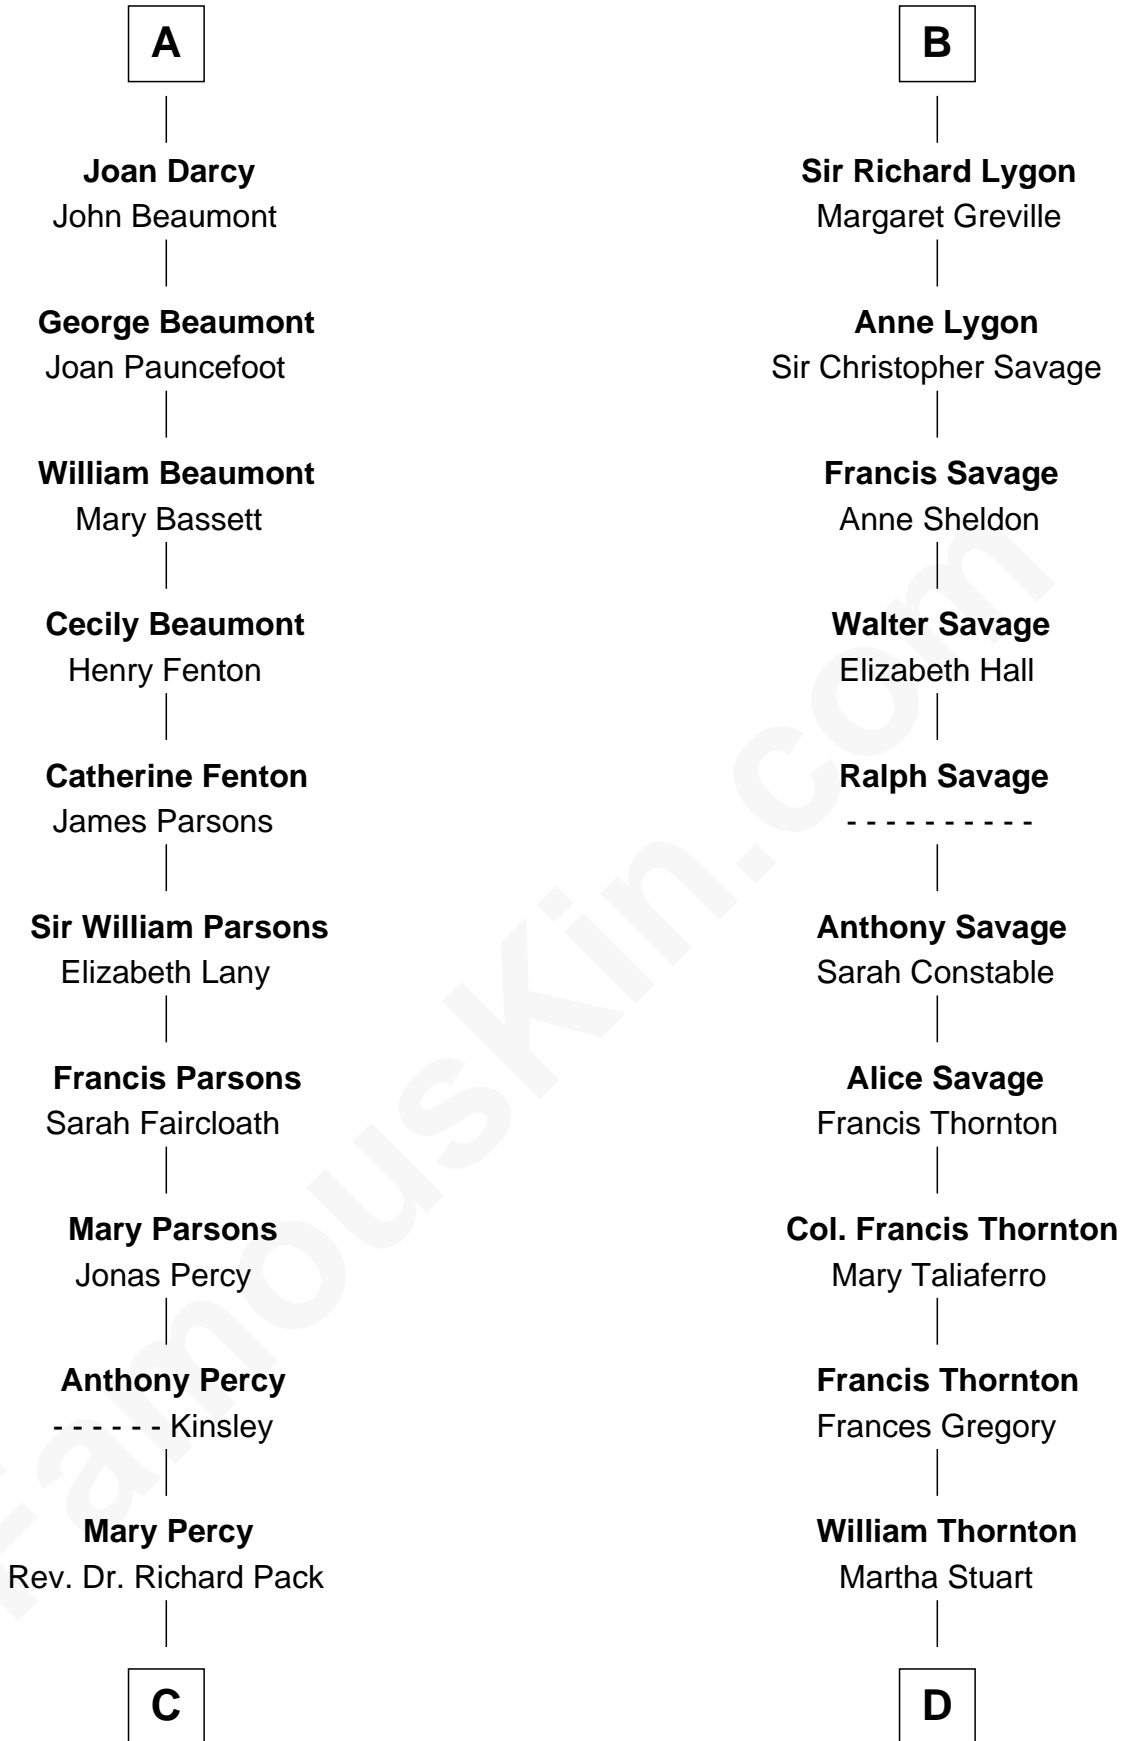 A
Joan Darcy
John Beaumont
George Beaumont
Joan Pauncefoot
William Beaumont
Mary Bassett
Cecily Beaumont
Henry Fenton
Catherine Fenton
James Parsons
Sir William Parsons
Elizabeth Lany
Francis Parsons
Sarah Faircloath
Mary Parsons
Jonas Percy
Anthony Percy
- - - - - - Kinsley
Mary Percy
Rev. Dr. Richard Pack
C
B
Sir Richard Lygon
Margaret Greville
Anne Lygon
Sir Christopher Savage
Francis Savage
Anne Sheldon
Walter Savage
Elizabeth Hall
Ralph Savage
- - - - - - - - - -
Anthony Savage
Sarah Constable
Alice Savage
Francis Thornton
Col. Francis Thornton
Mary Taliaferro
Francis Thornton
Frances Gregory
William Thornton
Martha Stuart
D
FamousKin.com